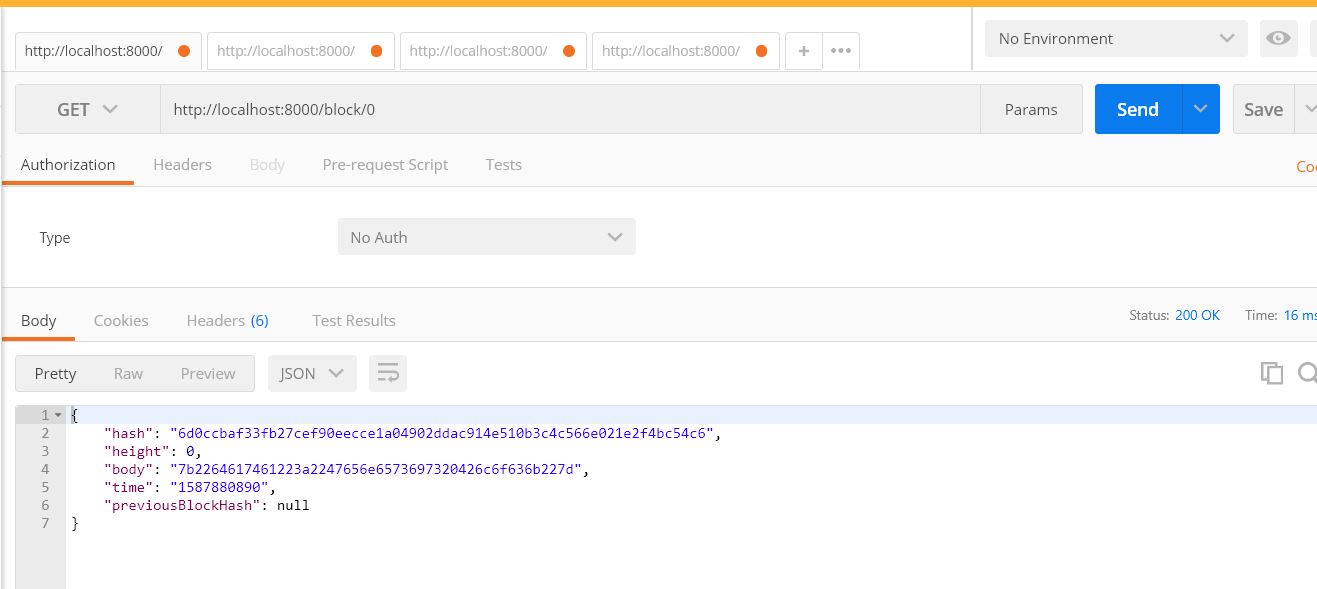 http://localhost:8000/ http://localhost:8000/ http://localhost:8000/ http://localhost:8000/ + ••• No Environment
GET http://localhost:8000/block/0 Params Send Save
Authorization Headers Body Pre-request Script Tests Coo
Type No Auth
Body Cookies Headers (6) Test Results Status: 200 OK Time: 16 ms
Pretty Raw Preview JSON
1 {
2 "hash": "6d0ccbaf33fb27cef90eecce1a04902ddac914e510b3c4c566e021e2f4bc54c6",
3 "height": 0,
4 "body": "7b2264617461223a2247656e6573697320426c6f636b227d",
5 "time": "1587880890",
6 "previousBlockHash": null
7 }